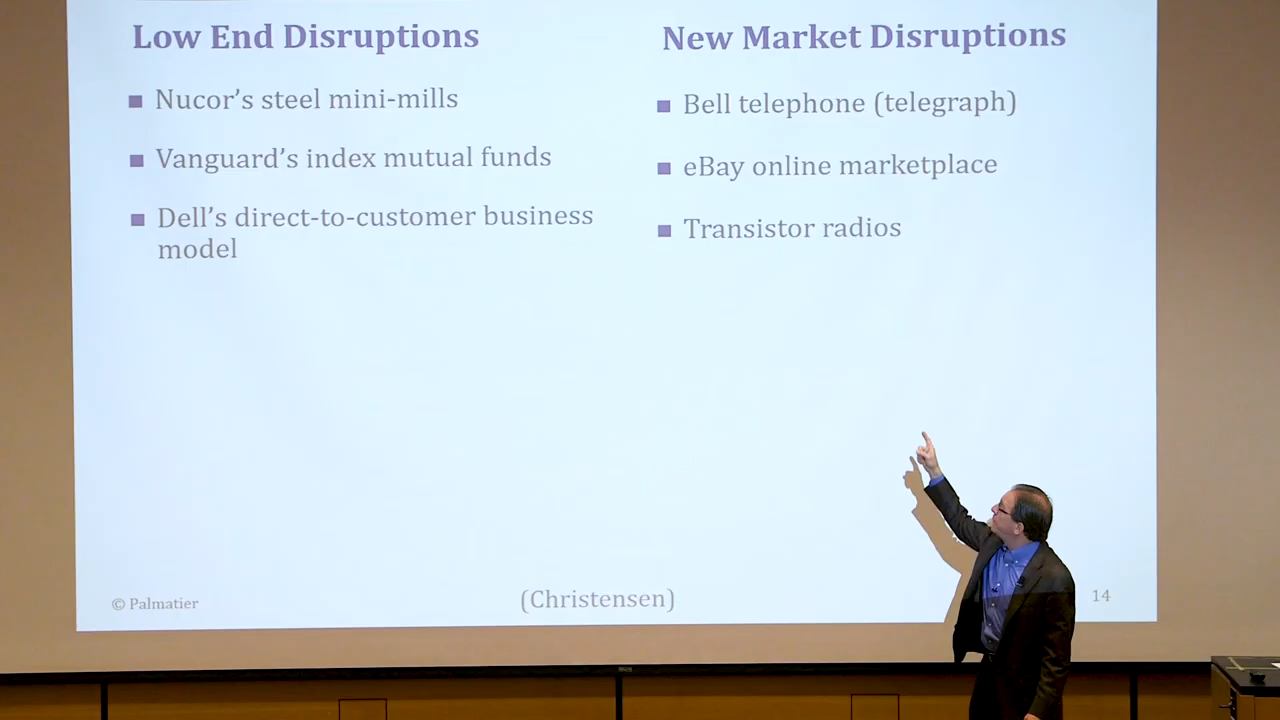 Low End Disruptions
Nucor's steel mini-mills
Vanguard's index mutual funds
Dell's direct-to-customer business
model
New Market Disruptions
Bell telephone (telegraph)
eBay online marketplace
Transistor radios
© Palmatier
(Christensen)
14